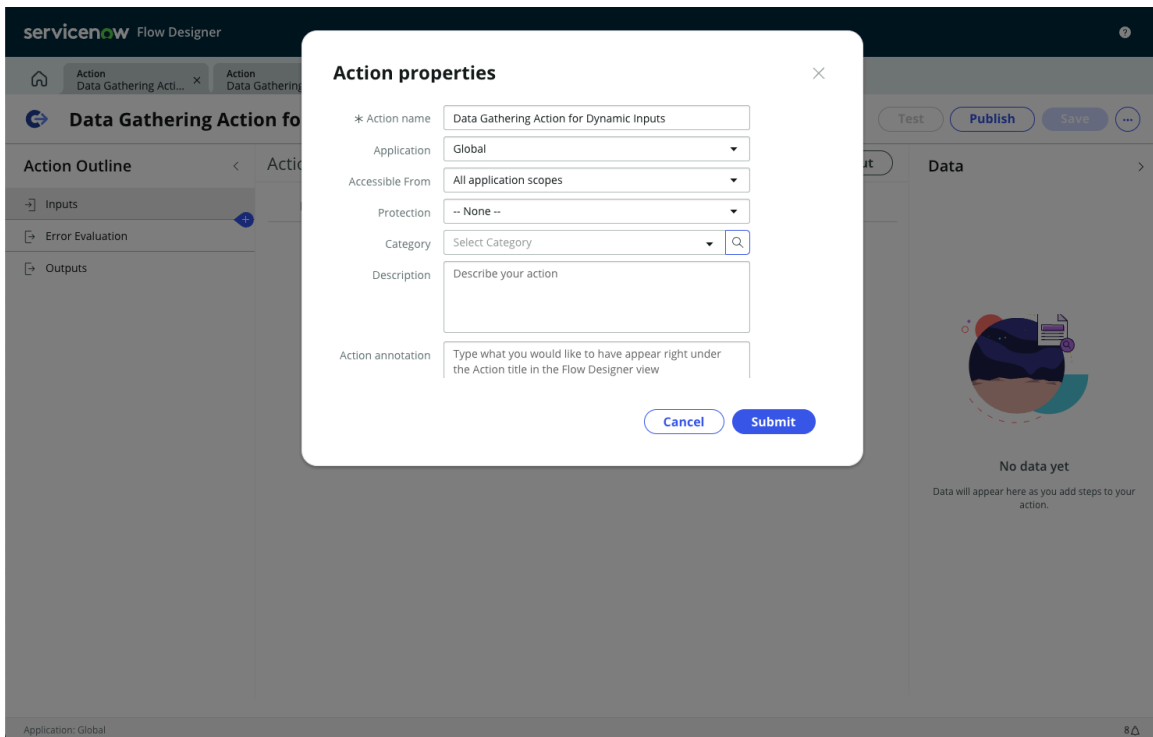 servicenow Flow Designer
Action
Data Gathering Acti...
Action
Data Gathering
Data Gathering Action fo
Test
Publish
Save
Action Outline
Inputs
Error Evaluation
Outputs
Action properties
Action name
Data Gathering Action for Dynamic Inputs
Application
Global
Accessible From
All application scopes
Protection
-- None --
Category
Select Category
Description
Describe your action
Action annotation
Type what you would like to have appear right under
the Action title in the Flow Designer view
Cancel
Submit
Data
No data yet
Data will appear here as you add steps to your
action.
Application: Global
8